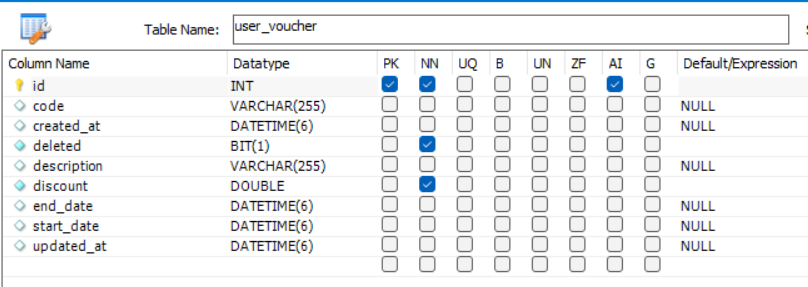 Table Name: user_voucher
Column Name Datatype PK NN UQ B UN ZF AI G Default/Expression
id INT
code VARCHAR(255) NULL
created_at DATETIME(6) NULL
deleted BIT(1)
description VARCHAR(255) NULL
discount DOUBLE
end_date DATETIME(6) NULL
start_date DATETIME(6) NULL
updated_at DATETIME(6) NULL